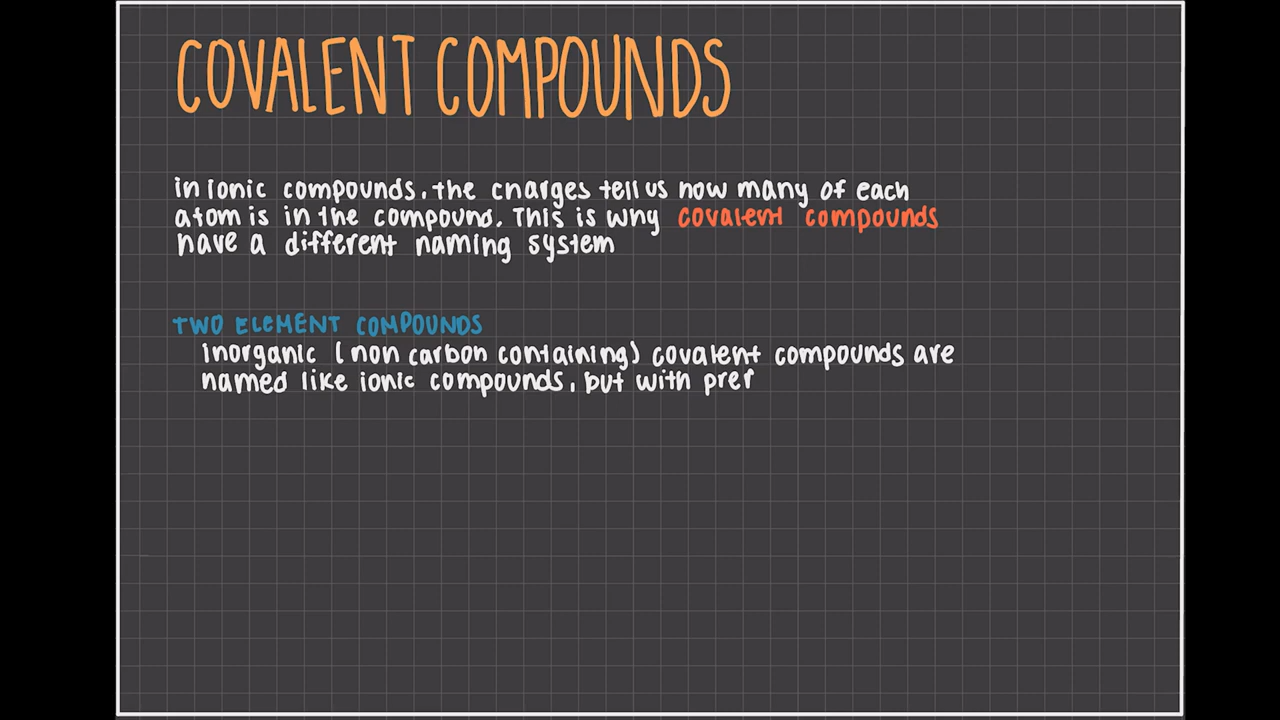 COVALENT COMPOUNDS
in ionic compounds, the charges tell us how many of each
atom is in the compound. This is why covalent compounds
have a different naming system
TWO ELEMENT COMPOUNDS
inorganic (non carbon containing) covalent compounds are
named like ionic compounds, but with pref